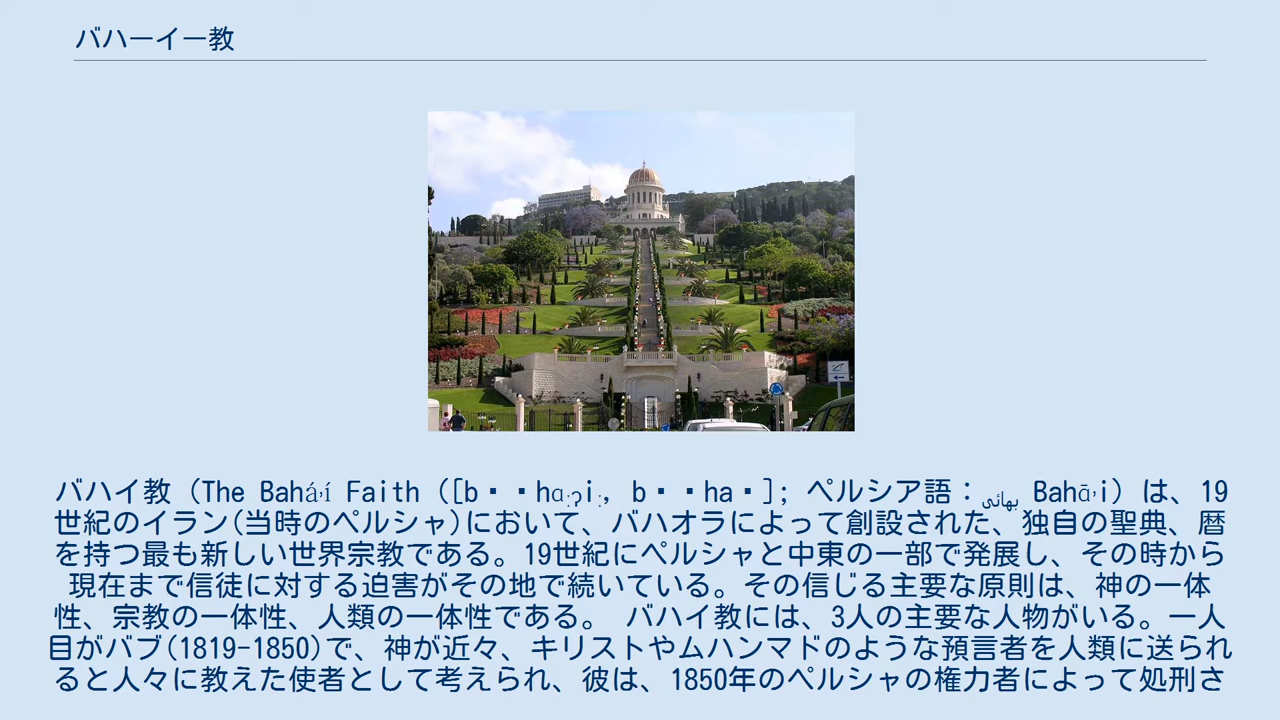 バハーイー教
バハイ教 (The Bahá'í Faith ([b··hɑːʔiː, b··ha·]; ペルシア語：بهائی Bahā'i) は、19
世紀のイラン(当時のペルシャ)において、バハオラによって創設された、独自の聖典、暦
を持つ最も新しい世界宗教である。19世紀にペルシャと中東の一部で発展し、その時から
現在まで信徒に対する迫害がその地で続いている。その信じる主要な原則は、神の一体
性、宗教の一体性、人類の一体性である。 バハイ教には、3人の主要な人物がいる。一人
目がバブ(1819-1850)で、神が近々、キリストやムハンマドのような預言者を人類に送られ
ると人々に教えた使者として考えられ、彼は、1850年のペルシャの権力者によって処刑さ